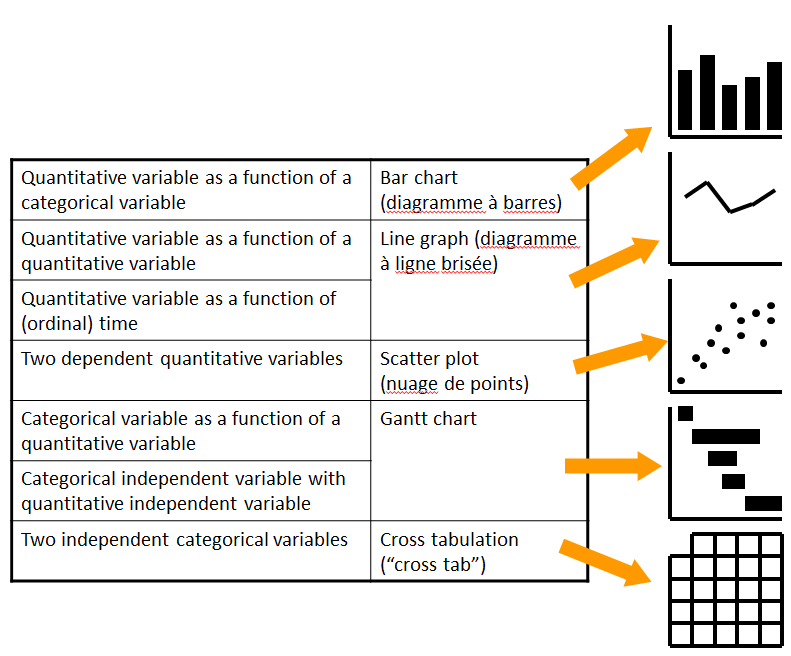 Quantitative variable as a function of a
categorical variable
Bar chart
(diagramme à barres)
Quantitative variable as a function of a
quantitative variable
Line graph (diagramme
à ligne brisée)
Quantitative variable as a function of
(ordinal) time
Two dependent quantitative variables
Scatter plot
(nuage de points)
Categorical variable as a function of a
quantitative variable
Gantt chart
Categorical independent variable with
quantitative independent variable
Two independent categorical variables
Cross tabulation
(“cross tab”)